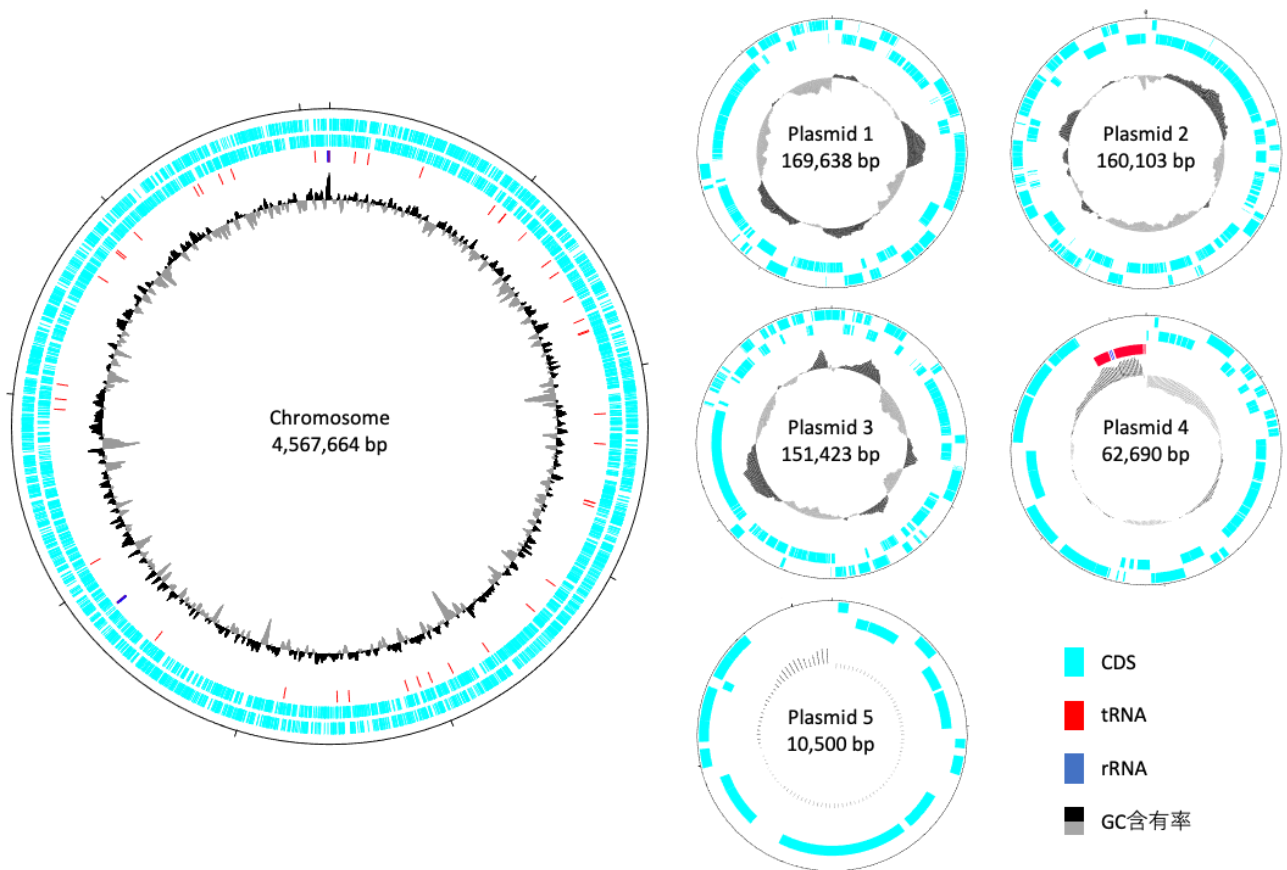 Chromosome
4,567,664 bp
Plasmid 1
169,638 bp
Plasmid 2
160,103 bp
Plasmid 3
151,423 bp
Plasmid 4
62,690 bp
Plasmid 5
10,500 bp
CDS
tRNA
rRNA
GC含有率